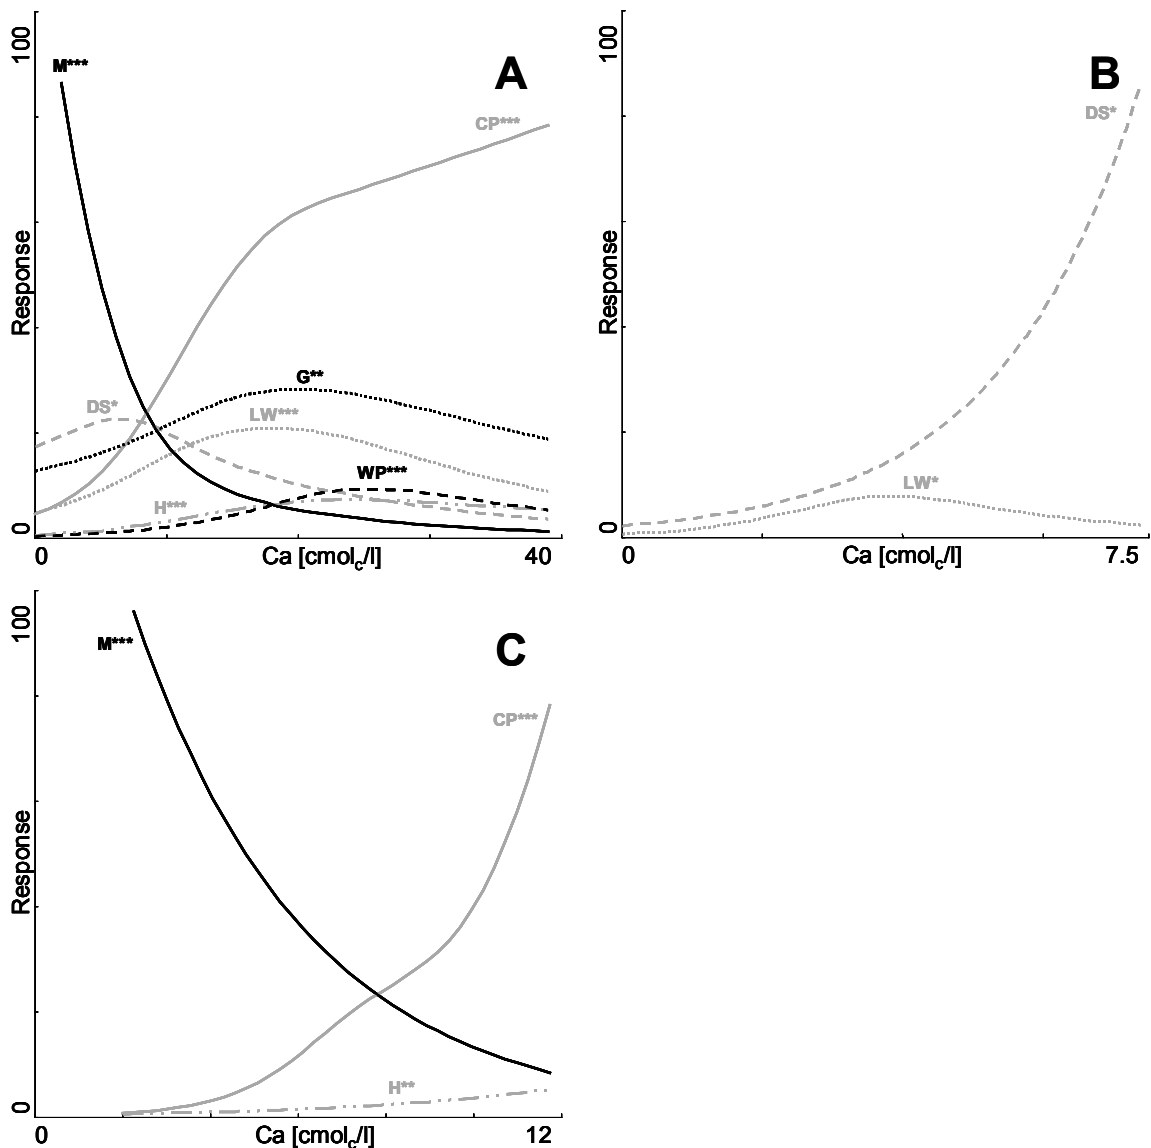 100
M***
A
CP***
Response
G**
DS*
LW***
WP***
H***
0
0
Ca [cmolc/l]
40
100
B
DS*
Response
LW*
0
0
Ca [cmolc/l]
7.5
100
M***
C
CP***
Response
H**
0
0
Ca [cmolc/l]
12